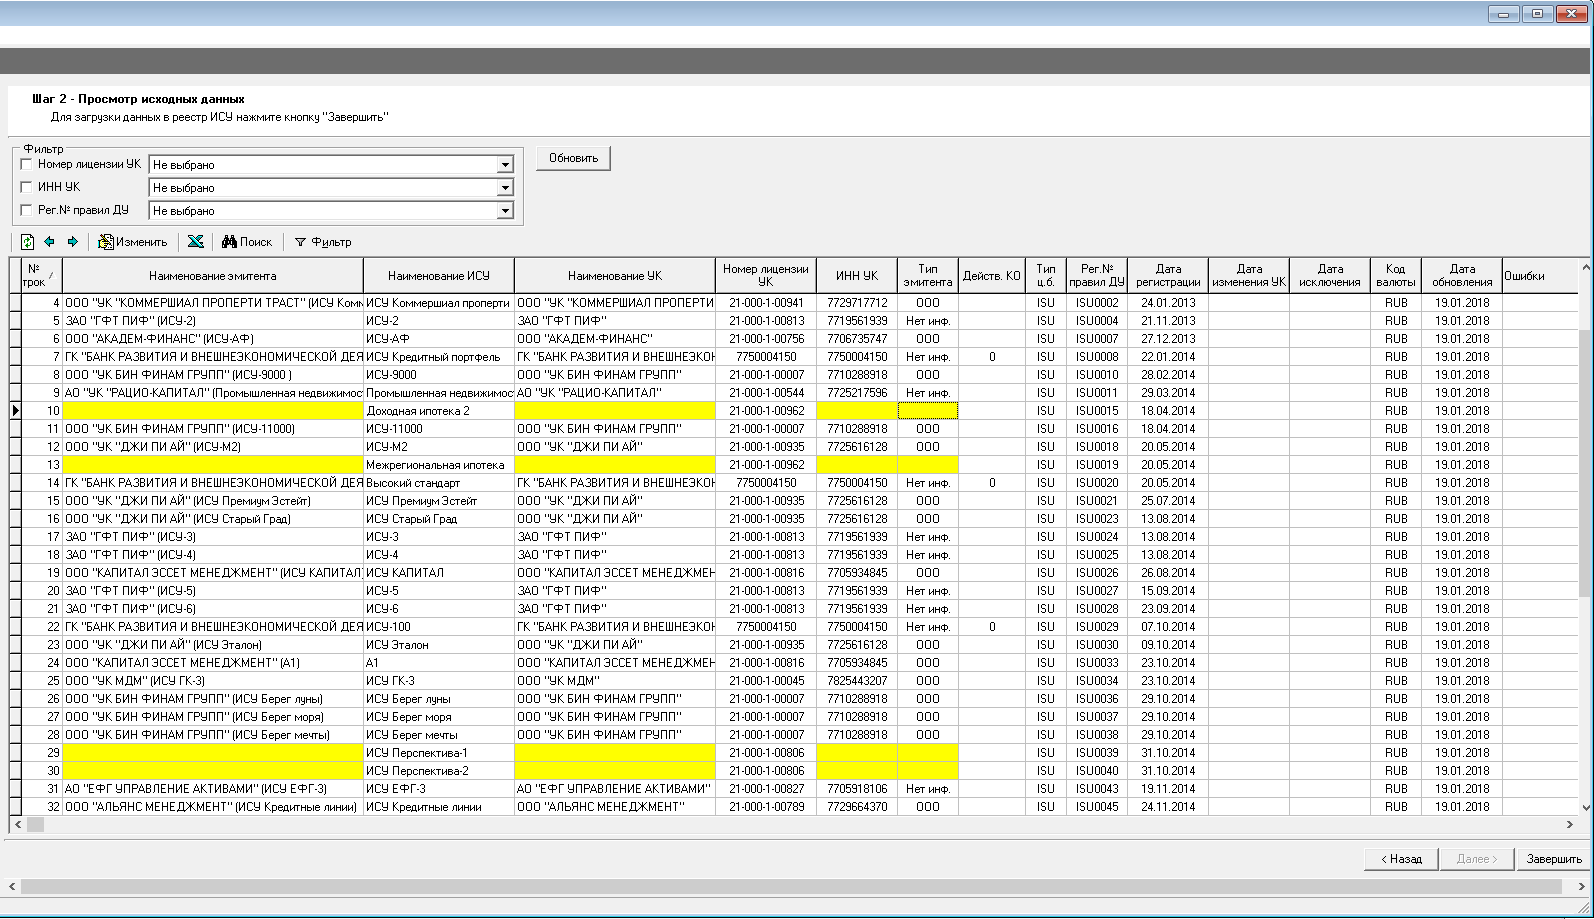 Шаг 2 - Просмотр исходных данных
Для загрузки данных в реестр ИСУ нажмите кнопку "Завершить"
Фильтр
Номер лицензии УК Не выбрано Обновить
ИНН УК Не выбрано
Рег.№ правил ДУ Не выбрано
Изменить Поиск Фильтр
№ трок Наименование эмитента Наименование ИСУ Наименование УК Номер лицензии УК ИНН УК Тип эмитента Действ. КО Тип ц.б. Рег.№ правил ДУ Дата регистрации Дата изменения УК Дата исключения Код валюты Дата обновления Ошибки
4 ООО "УК "КОММЕРШИАЛ ПРОПЕРТИ ТРАСТ" (ИСУ Комм ИСУ Коммершиал проперти ООО "УК "КОММЕРШИАЛ ПРОПЕРТИ 21-000-1-00941 7729717712 ООО ISU ISU0002 24.01.2013 RUB 19.01.2018
5 ЗАО "ГФТ ПИФ" (ИСУ-2) ИСУ-2 ЗАО "ГФТ ПИФ" 21-000-1-00813 7719561939 Нет инф. ISU ISU0004 21.11.2013 RUB 19.01.2018
6 ООО "АКАДЕМ-ФИНАНС" (ИСУ-АФ) ИСУ-АФ ООО "АКАДЕМ-ФИНАНС" 21-000-1-00756 7706735747 ООО ISU ISU0007 27.12.2013 RUB 19.01.2018
7 ГК "БАНК РАЗВИТИЯ И ВНЕШНЕЭКОНОМИЧЕСКОЙ ДЕЯ ИСУ Кредитный портфель ГК "БАНК РАЗВИТИЯ И ВНЕШНЕЭКОН 7750004150 7750004150 Нет инф. 0 ISU ISU0008 22.01.2014 RUB 19.01.2018
8 ООО "УК БИН ФИНАМ ГРУПП" (ИСУ-9000 ) ИСУ-9000 ООО "УК БИН ФИНАМ ГРУПП" 21-000-1-00007 7710288918 ООО ISU ISU0010 28.02.2014 RUB 19.01.2018
9 АО "УК "РАЦИО-КАПИТАЛ" (Промышленная недвижимос Промышленная недвижимос АО "УК "РАЦИО-КАПИТАЛ" 21-000-1-00544 7725217596 Нет инф. ISU ISU0011 29.03.2014 RUB 19.01.2018
10 Доходная ипотека 2 21-000-1-00962 ISU ISU0015 18.04.2014 RUB 19.01.2018
11 ООО "УК БИН ФИНАМ ГРУПП" (ИСУ-11000) ИСУ-11000 ООО "УК БИН ФИНАМ ГРУПП" 21-000-1-00007 7710288918 ООО ISU ISU0016 18.04.2014 RUB 19.01.2018
12 ООО "УК "ДЖИ ПИ АЙ" (ИСУ-М2) ИСУ-М2 ООО "УК "ДЖИ ПИ АЙ" 21-000-1-00935 7725616128 ООО ISU ISU0018 20.05.2014 RUB 19.01.2018
13 Межрегиональная ипотека 21-000-1-00962 ISU ISU0019 20.05.2014 RUB 19.01.2018
14 ГК "БАНК РАЗВИТИЯ И ВНЕШНЕЭКОНОМИЧЕСКОЙ ДЕЯ Высокий стандарт ГК "БАНК РАЗВИТИЯ И ВНЕШНЕЭКОН 7750004150 7750004150 Нет инф. 0 ISU ISU0020 20.05.2014 RUB 19.01.2018
15 ООО "УК "ДЖИ ПИ АЙ" (ИСУ Премиум Эстейт) ИСУ Премиум Эстейт ООО "УК "ДЖИ ПИ АЙ" 21-000-1-00935 7725616128 ООО ISU ISU0021 25.07.2014 RUB 19.01.2018
16 ООО "УК "ДЖИ ПИ АЙ" (ИСУ Старый Град) ИСУ Старый Град ООО "УК "ДЖИ ПИ АЙ" 21-000-1-00935 7725616128 ООО ISU ISU0023 13.08.2014 RUB 19.01.2018
17 ЗАО "ГФТ ПИФ" (ИСУ-3) ИСУ-3 ЗАО "ГФТ ПИФ" 21-000-1-00813 7719561939 Нет инф. ISU ISU0024 13.08.2014 RUB 19.01.2018
18 ЗАО "ГФТ ПИФ" (ИСУ-4) ИСУ-4 ЗАО "ГФТ ПИФ" 21-000-1-00813 7719561939 Нет инф. ISU ISU0025 13.08.2014 RUB 19.01.2018
19 ООО "КАПИТАЛ ЭССЕТ МЕНЕДЖМЕНТ" (ИСУ КАПИТАЛ) ИСУ КАПИТАЛ ООО "КАПИТАЛ ЭССЕТ МЕНЕДЖМЕН 21-000-1-00816 7705934845 ООО ISU ISU0026 26.08.2014 RUB 19.01.2018
20 ЗАО "ГФТ ПИФ" (ИСУ-5) ИСУ-5 ЗАО "ГФТ ПИФ" 21-000-1-00813 7719561939 Нет инф. ISU ISU0027 15.09.2014 RUB 19.01.2018
21 ЗАО "ГФТ ПИФ" (ИСУ-6) ИСУ-6 ЗАО "ГФТ ПИФ" 21-000-1-00813 7719561939 Нет инф. ISU ISU0028 23.09.2014 RUB 19.01.2018
22 ГК "БАНК РАЗВИТИЯ И ВНЕШНЕЭКОНОМИЧЕСКОЙ ДЕЯ ИСУ-100 ГК "БАНК РАЗВИТИЯ И ВНЕШНЕЭКОН 7750004150 7750004150 Нет инф. 0 ISU ISU0029 07.10.2014 RUB 19.01.2018
23 ООО "УК "ДЖИ ПИ АЙ" (ИСУ Эталон) ИСУ Эталон ООО "УК "ДЖИ ПИ АЙ" 21-000-1-00935 7725616128 ООО ISU ISU0030 09.10.2014 RUB 19.01.2018
24 ООО "КАПИТАЛ ЭССЕТ МЕНЕДЖМЕНТ" (А1) А1 ООО "КАПИТАЛ ЭССЕТ МЕНЕДЖМЕН 21-000-1-00816 7705934845 ООО ISU ISU0033 23.10.2014 RUB 19.01.2018
25 ООО "УК МДМ" (ИСУ ГК-3) ИСУ ГК-3 ООО "УК МДМ" 21-000-1-00045 7825443207 ООО ISU ISU0034 23.10.2014 RUB 19.01.2018
26 ООО "УК БИН ФИНАМ ГРУПП" (ИСУ Берег луны) ИСУ Берег луны ООО "УК БИН ФИНАМ ГРУПП" 21-000-1-00007 7710288918 ООО ISU ISU0036 29.10.2014 RUB 19.01.2018
27 ООО "УК БИН ФИНАМ ГРУПП" (ИСУ Берег моря) ИСУ Берег моря ООО "УК БИН ФИНАМ ГРУПП" 21-000-1-00007 7710288918 ООО ISU ISU0037 29.10.2014 RUB 19.01.2018
28 ООО "УК БИН ФИНАМ ГРУПП" (ИСУ Берег мечты) ИСУ Берег мечты ООО "УК БИН ФИНАМ ГРУПП" 21-000-1-00007 7710288918 ООО ISU ISU0038 29.10.2014 RUB 19.01.2018
29 ИСУ Перспектива-1 21-000-1-00806 ISU ISU0039 31.10.2014 RUB 19.01.2018
30 ИСУ Перспектива-2 21-000-1-00806 ISU ISU0040 31.10.2014 RUB 19.01.2018
31 АО "ЕФГ УПРАВЛЕНИЕ АКТИВАМИ" (ИСУ ЕФГ-3) ИСУ ЕФГ-3 АО "ЕФГ УПРАВЛЕНИЕ АКТИВАМИ" 21-000-1-00827 7705918106 Нет инф. ISU ISU0043 19.11.2014 RUB 19.01.2018
32 ООО "АЛЬЯНС МЕНЕДЖМЕНТ" (ИСУ Кредитные линии) ИСУ Кредитные линии ООО "АЛЬЯНС МЕНЕДЖМЕНТ" 21-000-1-00789 7729664370 ООО ISU ISU0045 24.11.2014 RUB 19.01.2018
< Назад Далее > Завершить